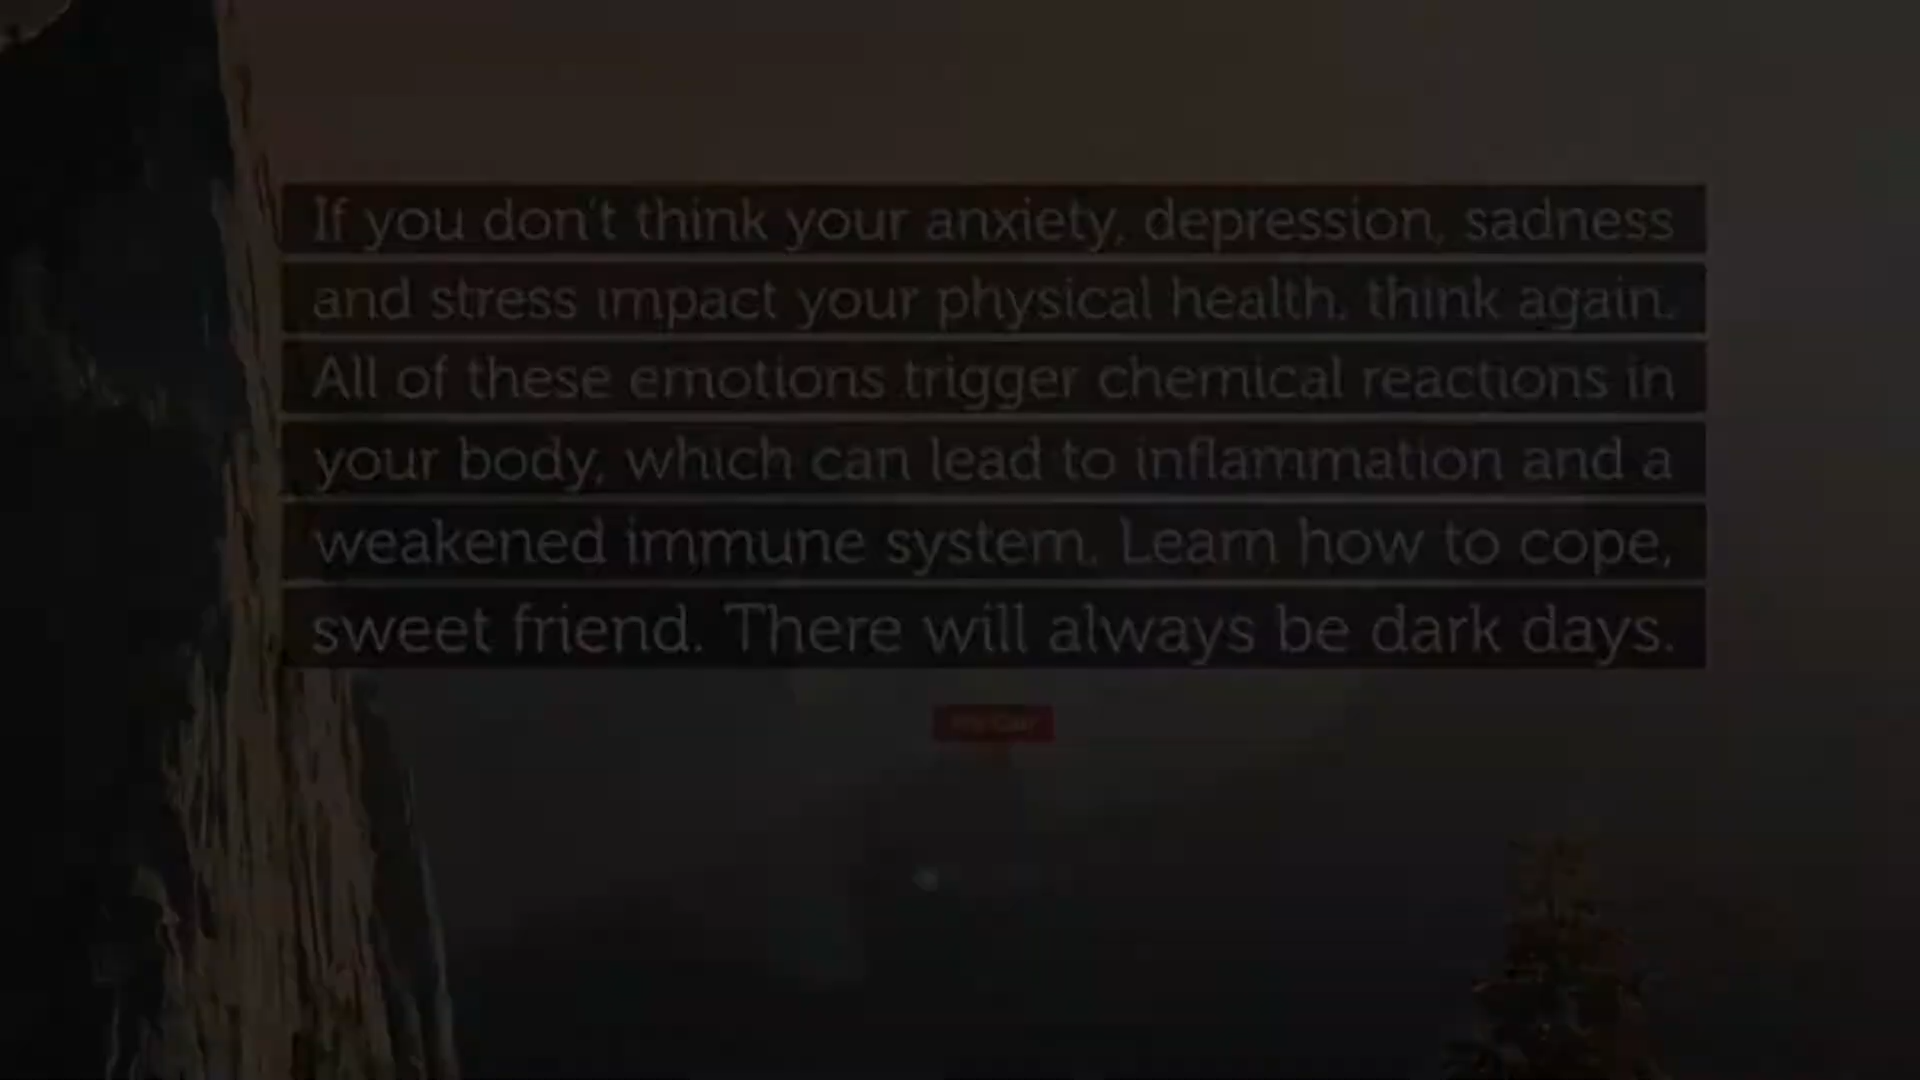 If you don't think your anxiety, depression, sadness
and stress impact your physical health, think again.
All of these emotions trigger chemical reactions in
your body, which can lead to inflammation and a
weakened immune system. Learn how to cope,
sweet friend. There will always be dark days.